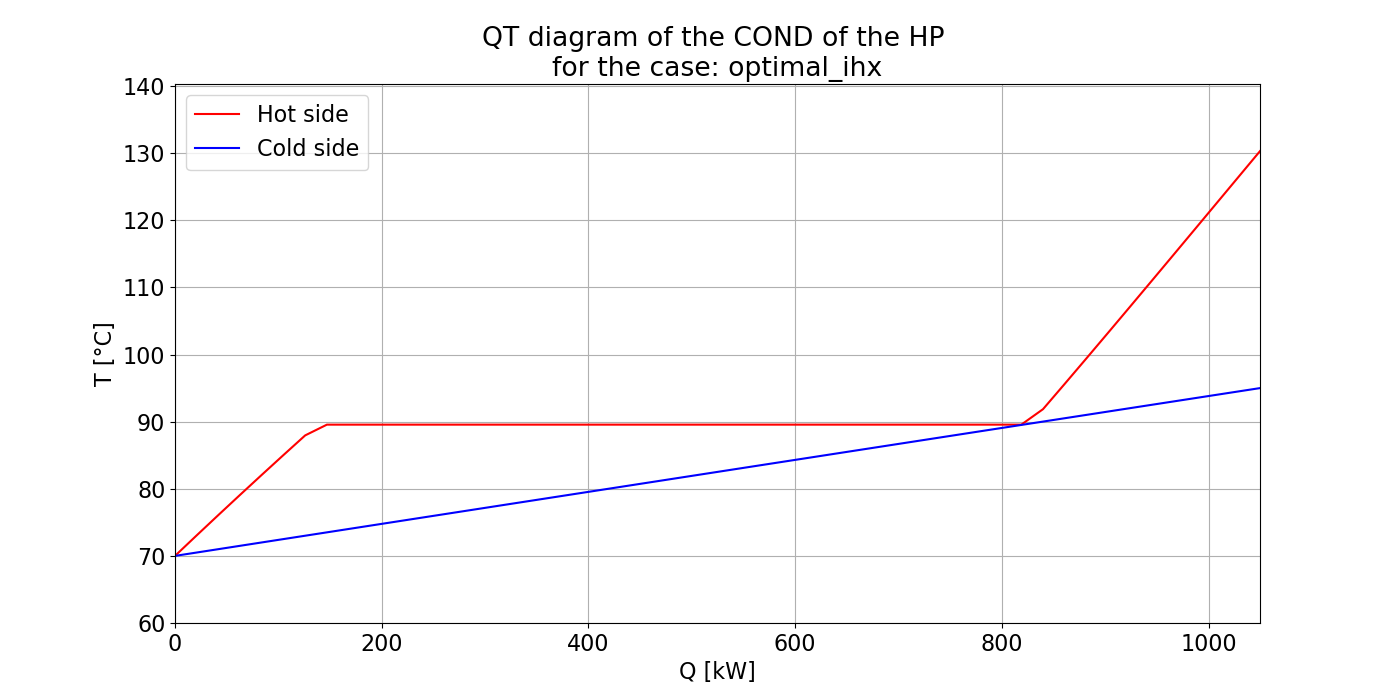 QT diagram of the COND of the HP
for the case: optimal_ihx
Hot side
Cold side
T [°C]
140
130
120
110
100
90
80
70
60
0 200 400 600 800 1000
Q [kW]